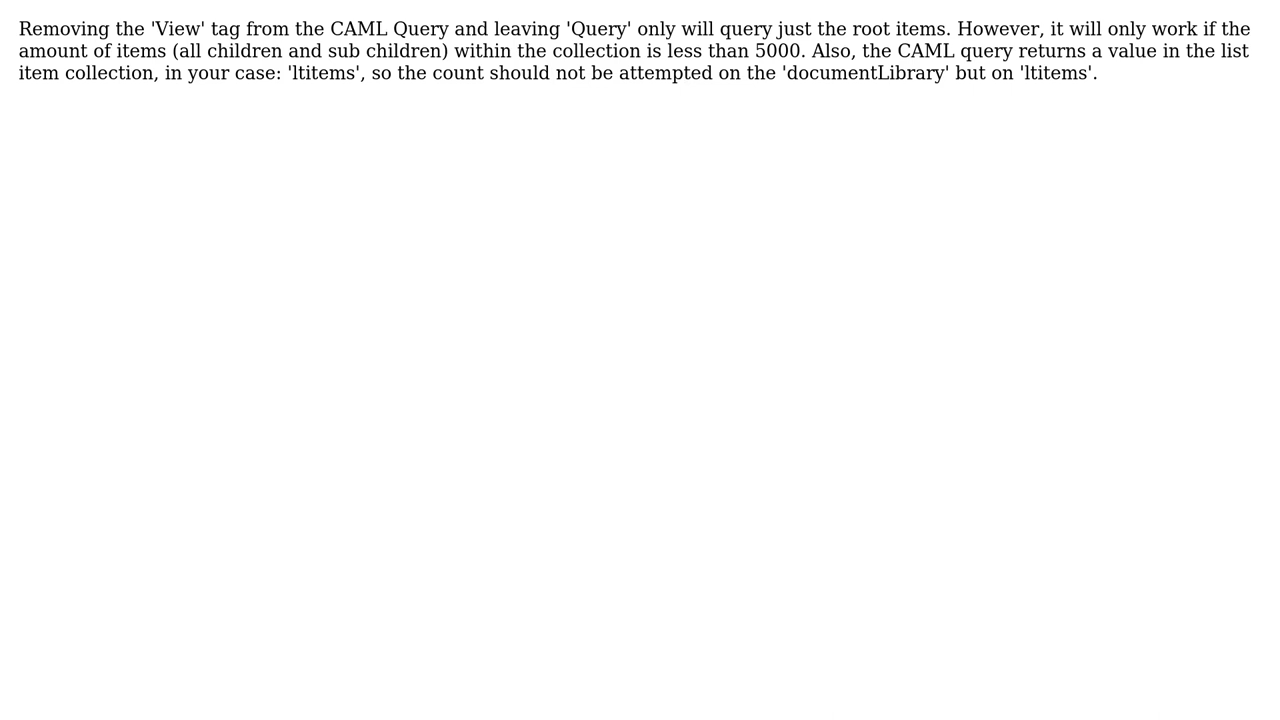 Removing the 'View' tag from the CAML Query and leaving 'Query' only will query just the root items. However, it will only work if the
amount of items (all children and sub children) within the collection is less than 5000. Also, the CAML query returns a value in the list
item collection, in your case: 'ltitems', so the count should not be attempted on the 'documentLibrary' but on 'ltitems'.